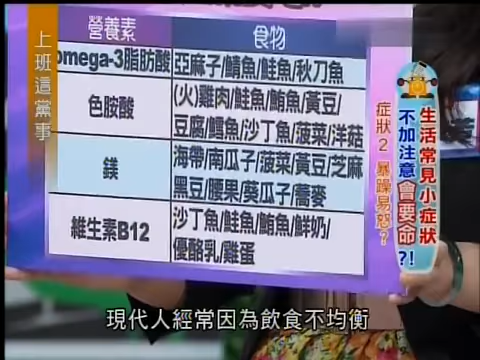 上班這黨事
營養素 食物
omega-3脂肪酸 亞麻子/鯖魚/鮭魚/秋刀魚
色胺酸 (火)雞肉/鮭魚/鮪魚/黃豆/
豆腐/鱈魚/沙丁魚/菠菜/洋菇
鎂 海帶/南瓜子/菠菜/黃豆/芝麻
黑豆/腰果/葵瓜子/蕎麥
維生素B12 沙丁魚/鮭魚/鮪魚/鮮奶/
優酪乳/雞蛋
生活常見小症狀
不加注意會要命?!
症狀2 暴躁易怒?
現代人經常因為飲食不均衡